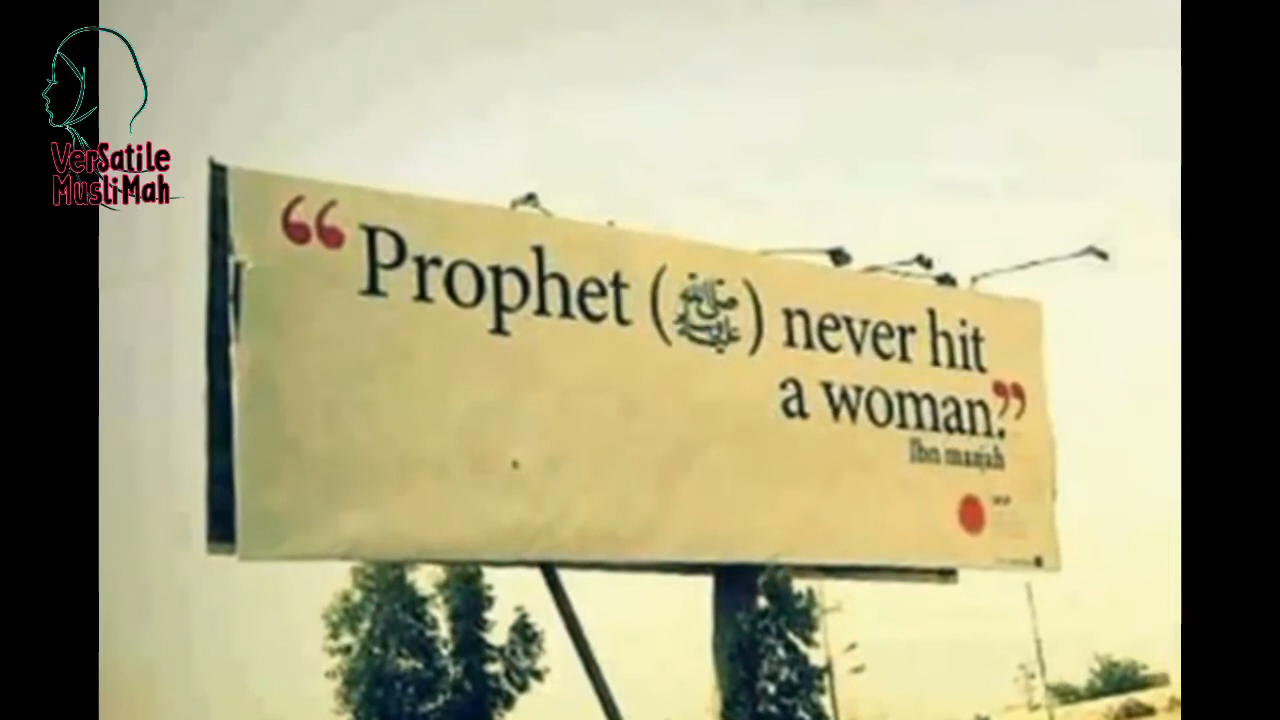 VerSatile
MusliMah
“Prophet (صلى الله عليه وسلم) never hit
a woman.”
Ibn maajah